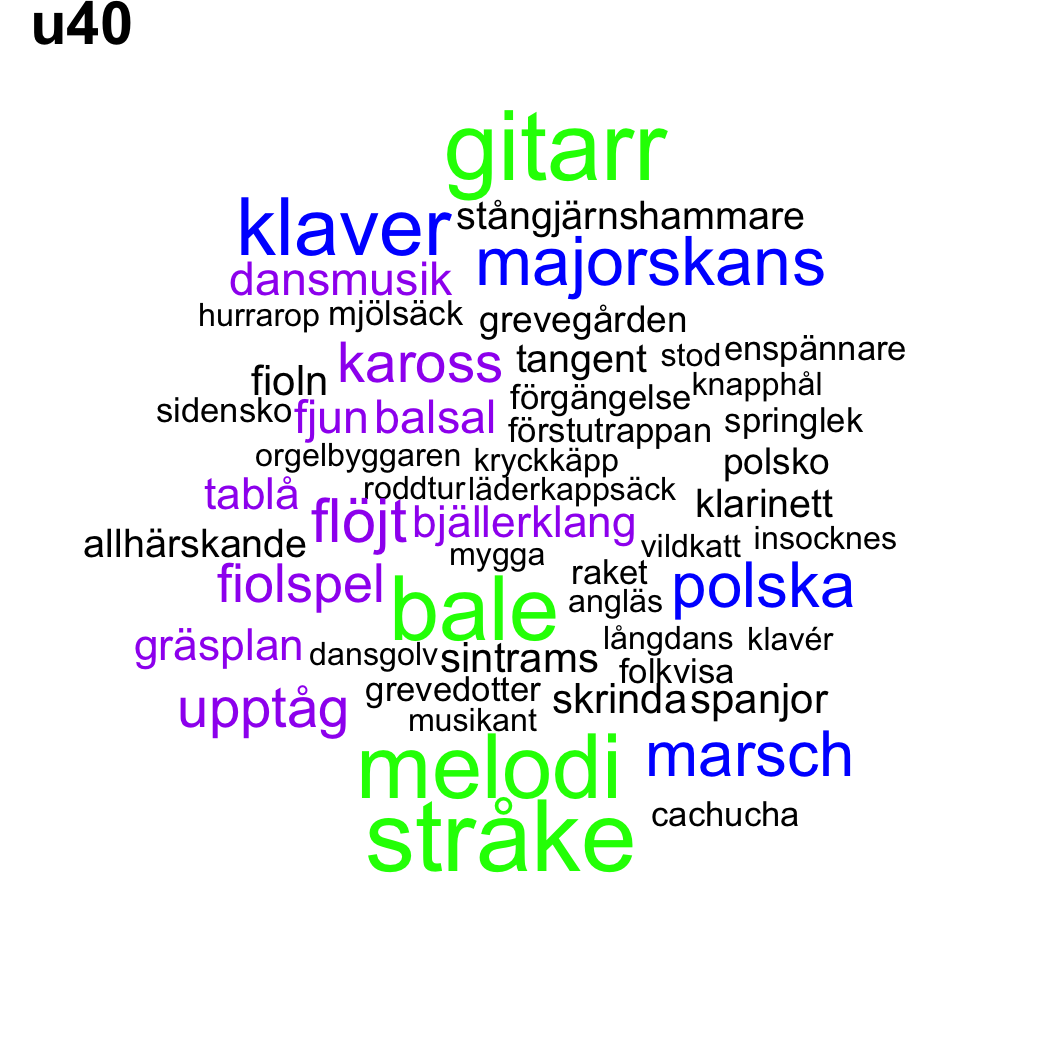 u40
gitarr
klaver stångjärnshammare
dansmusik majorskans
hurrarop mjölsäck grevegården
kaross tangent stod enspännare
fioln förgängelse knapphål
sidensko fjun balsal förstutrappan springlek
orgelbyggaren kryckkäpp polsko
tablå roddtur läderkappsäck klarinett
flöjt bjällerklang
allhärskande mygga vildkatt insocknes
fiolspel bale raket polska
angläs
gräsplan dansgolv sintrams långdans klavér
folkvisa
upptåg grevedotter skrinda spanjor
musikant
melodi marsch
stråke cachucha